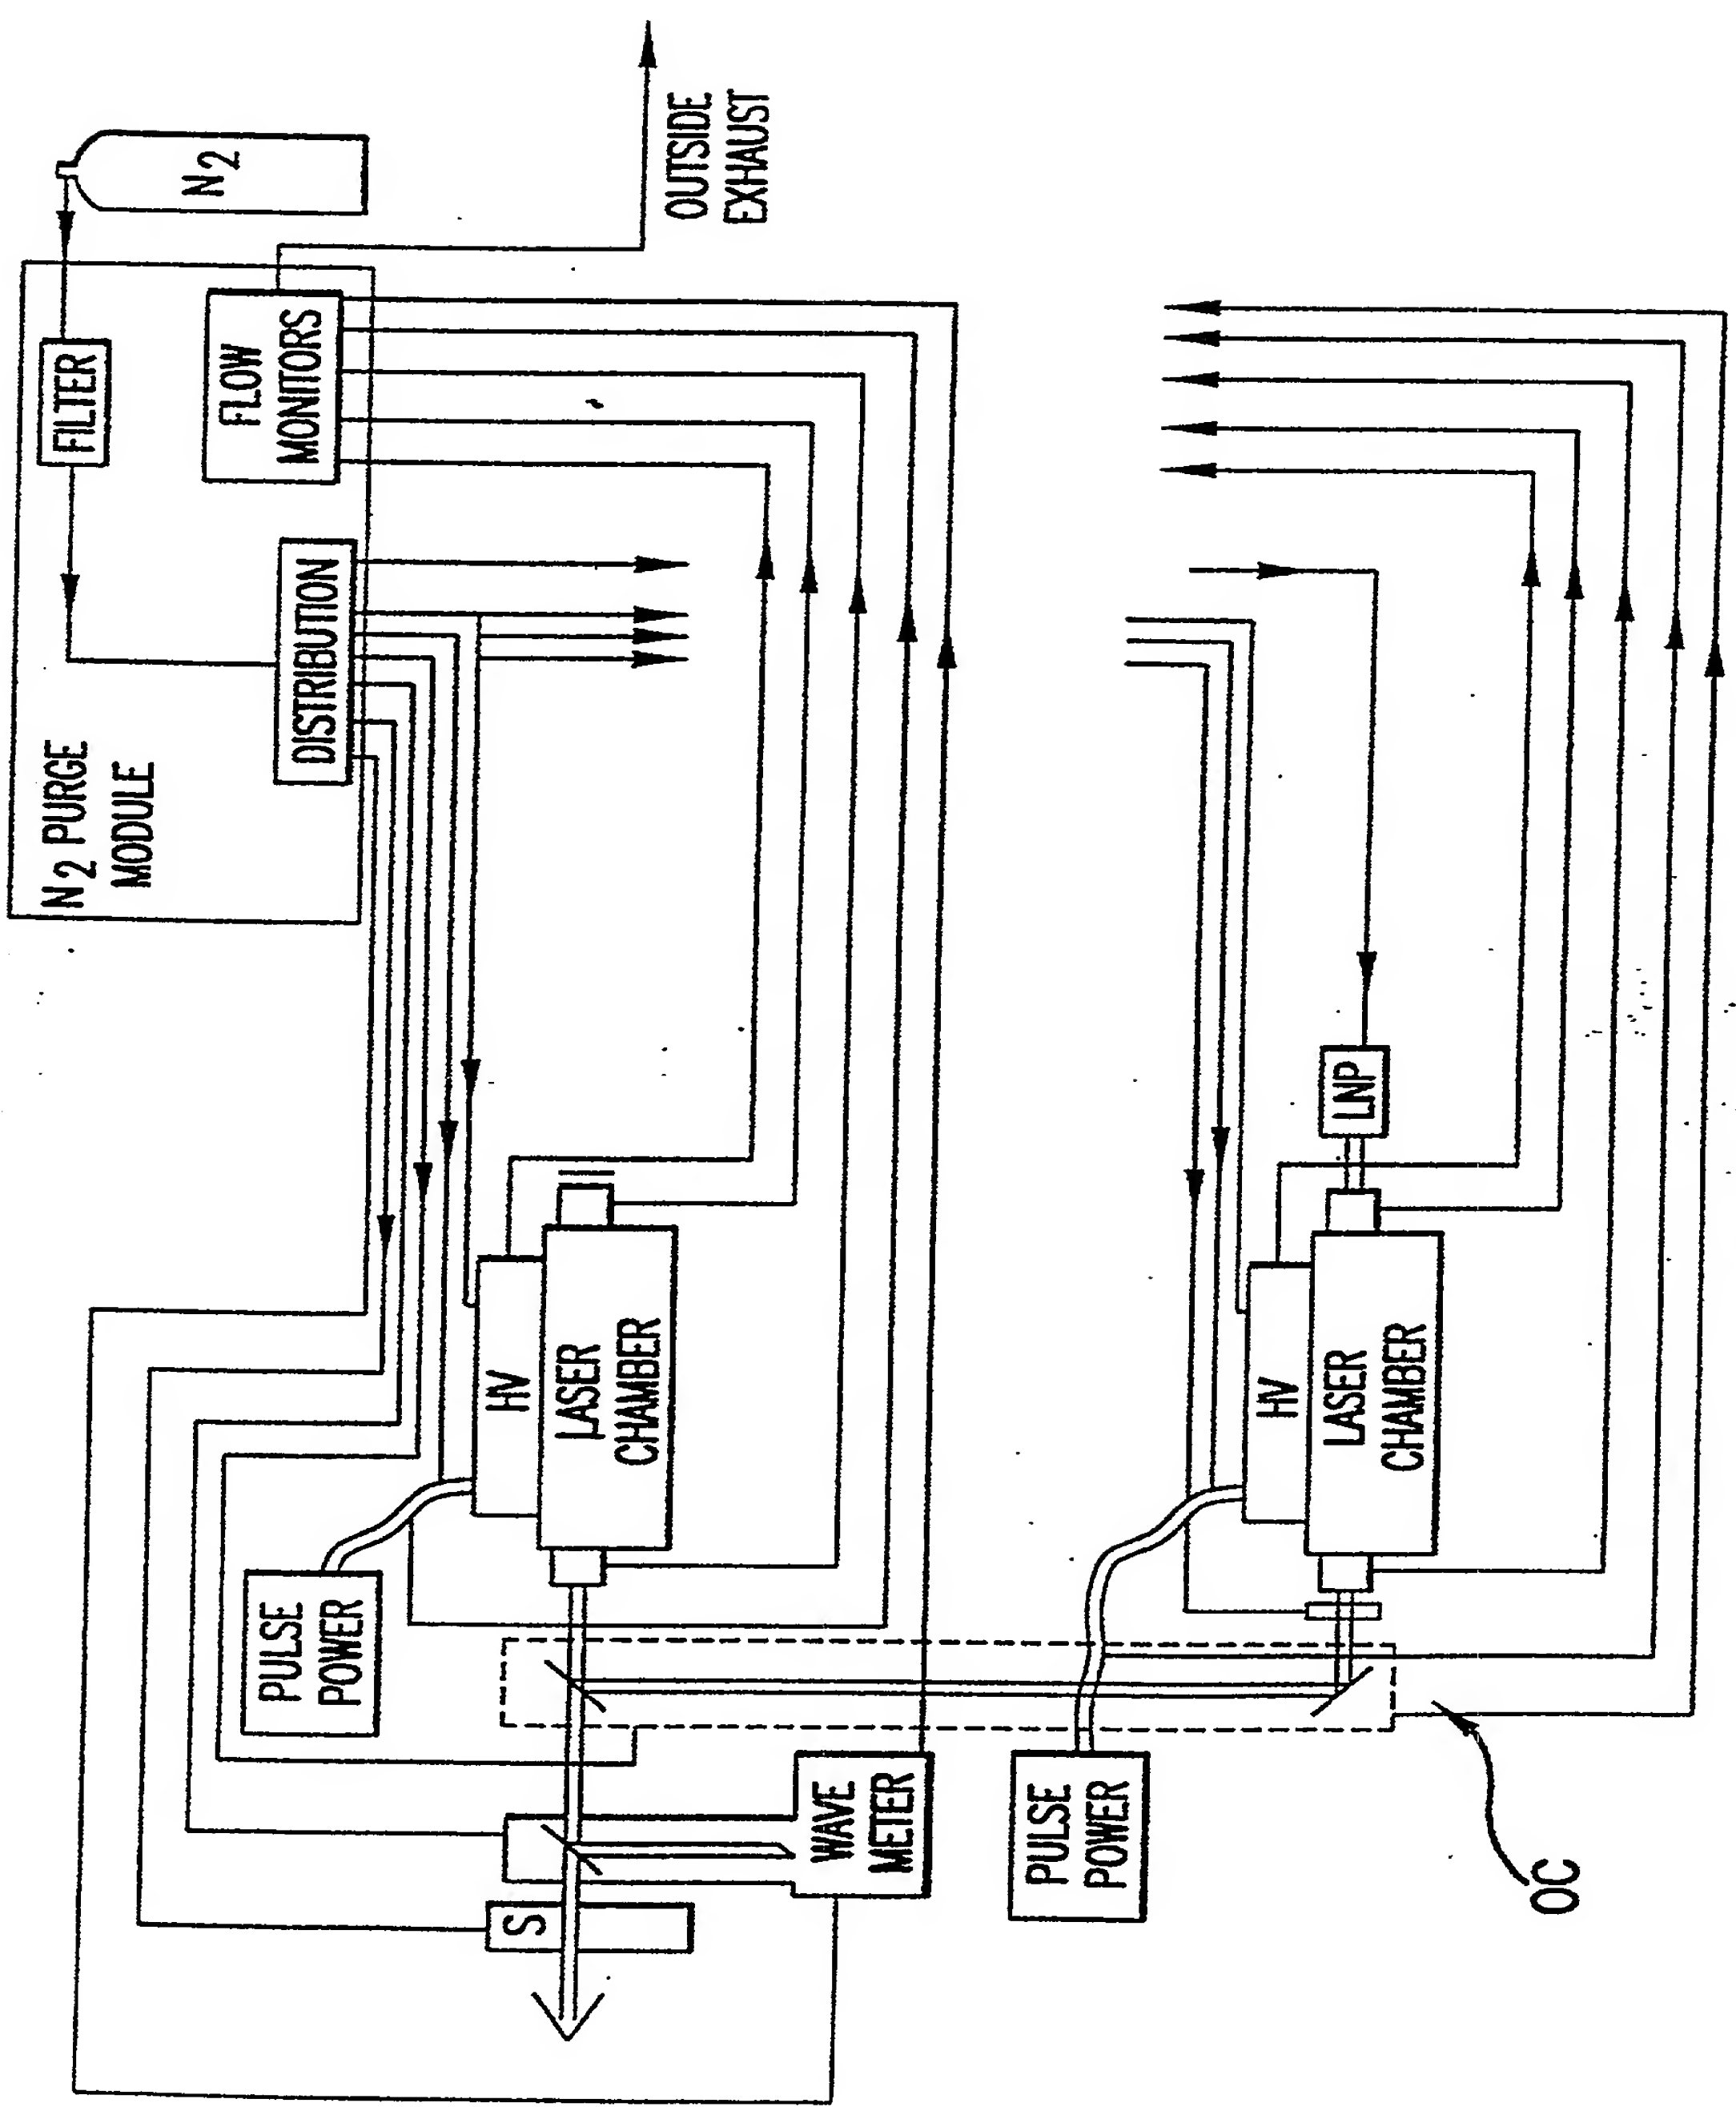 N2
OUTSIDE
EXHAUST
FILTER
FLOW
MONITORS
DISTRIBUTION
N2 PURGE
MODULE
HV
LASER
CHAMBER
PULSE
POWER
WAVE
METER
S
LNP
HV
LASER
CHAMBER
PULSE
POWER
OC